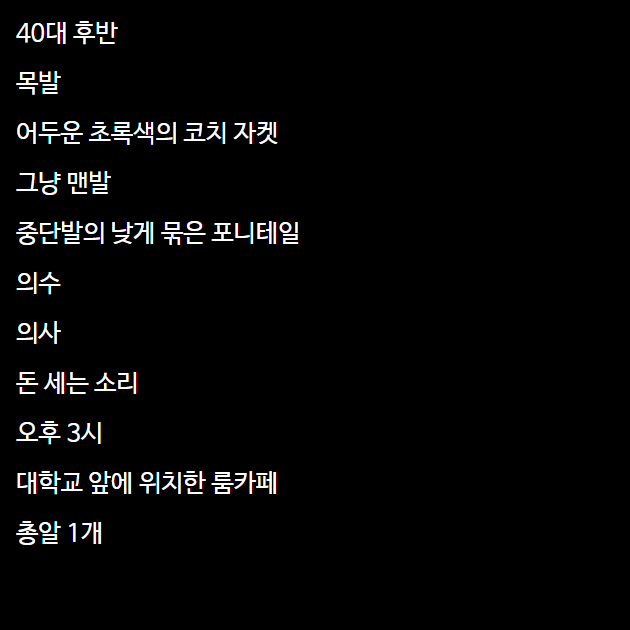 40대 후반
목발
어두운 초록색의 코치 자켓
그냥 맨발
중단발의 낮게 묶은 포니테일
의수
의사
돈 세는 소리
오후 3시
대학교 앞에 위치한 룸카페
총알 1개